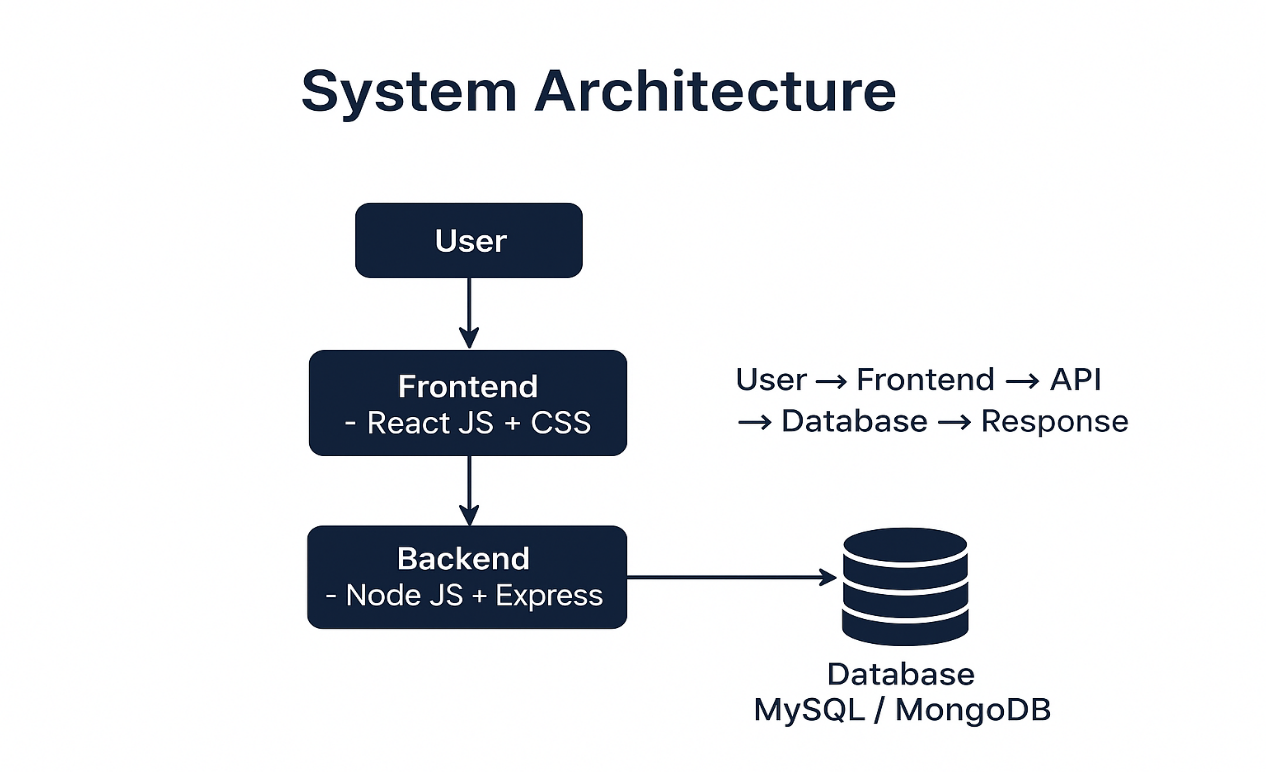 System Architecture
User
Frontend
- React JS + CSS
User → Frontend → API
→ Database → Response
Backend
- Node JS + Express
Database
MySQL / MongoDB